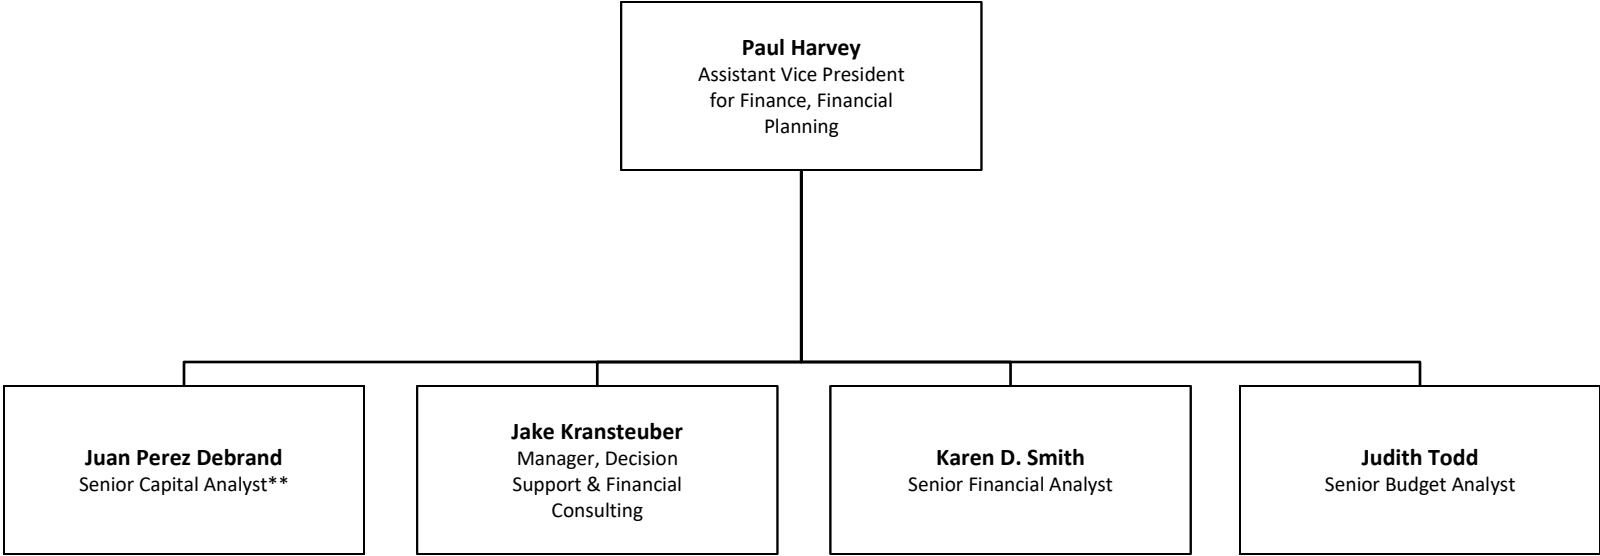 Paul Harvey
Assistant Vice President
for Finance, Financial
Planning
Juan Perez Debrand
Senior Capital Analyst**
Jake Kransteuber
Manager, Decision
Support & Financial
Consulting
Karen D. Smith
Senior Financial Analyst
Judith Todd
Senior Budget Analyst